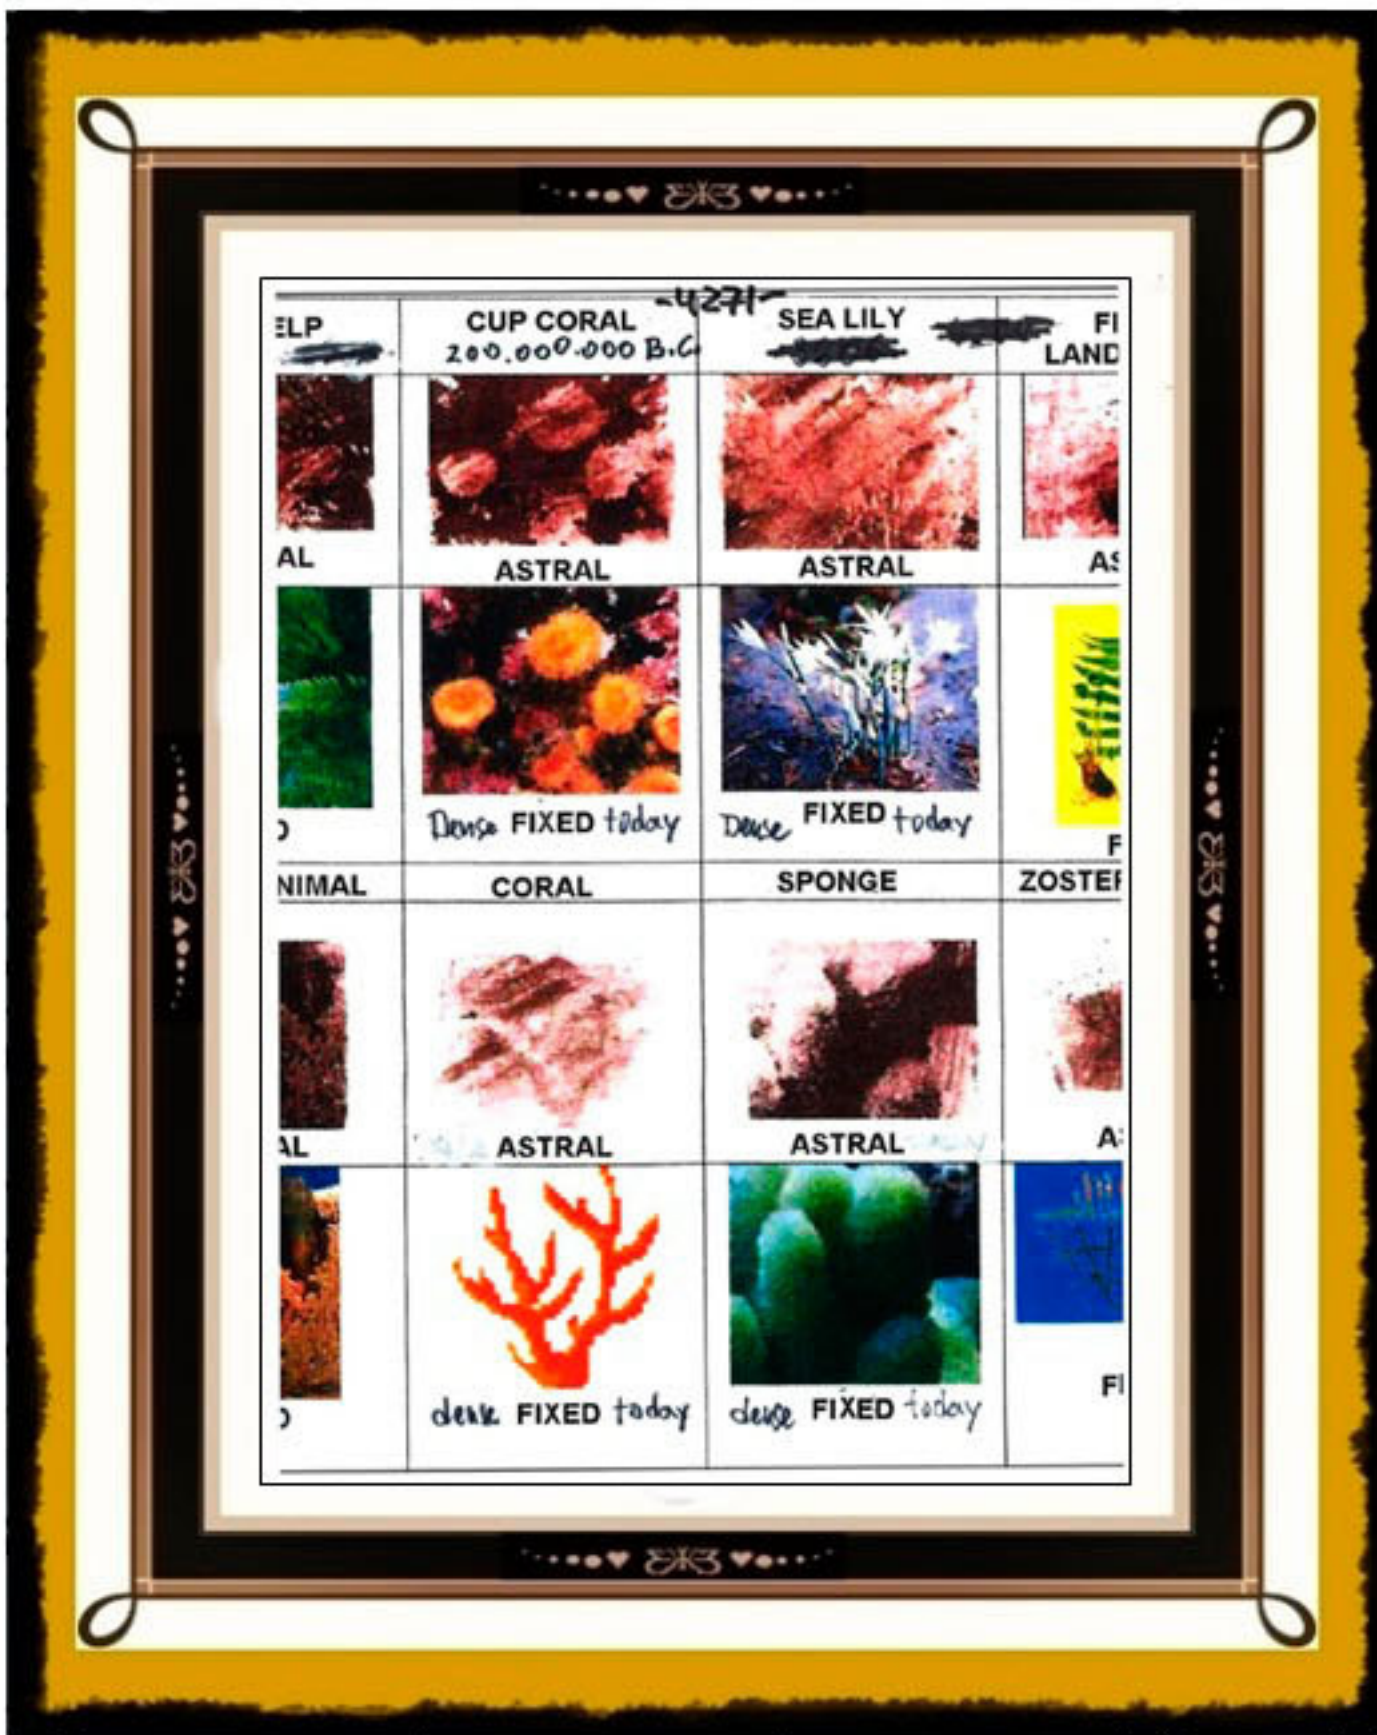 -4271-
ELP CUP CORAL SEA LILY FI
200.000.000 B.C. LAND
AL ASTRAL ASTRAL AS
Dense FIXED today Dense FIXED today F
NIMAL CORAL SPONGE ZOSTER
AL ASTRAL ASTRAL A
dense FIXED today dense FIXED today FI